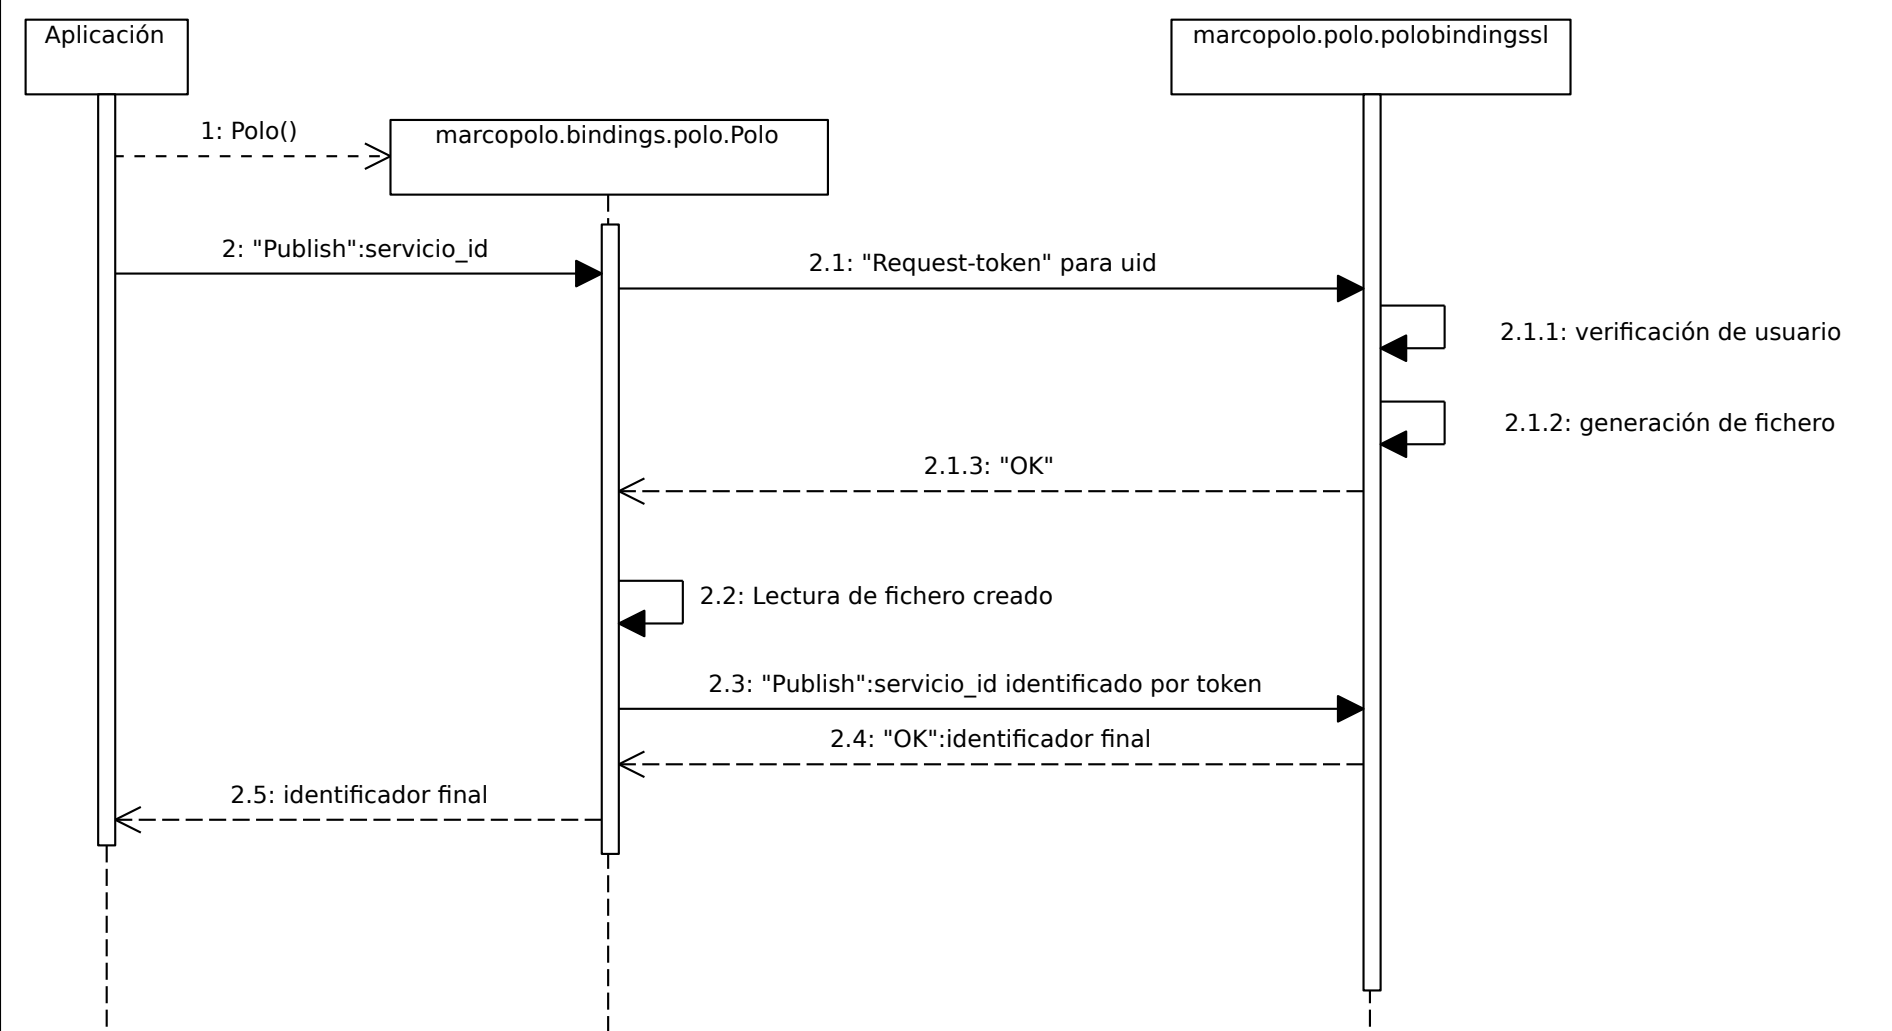 Aplicación
marcopolo.polo.polobindingssl
1: Polo()
marcopolo.bindings.polo.Polo
2: "Publish":servicio_id
2.1: "Request-token" para uid
2.1.1: verificación de usuario
2.1.2: generación de fichero
2.1.3: "OK"
2.2: Lectura de fichero creado
2.3: "Publish":servicio_id identificado por token
2.4: "OK":identificador final
2.5: identificador final